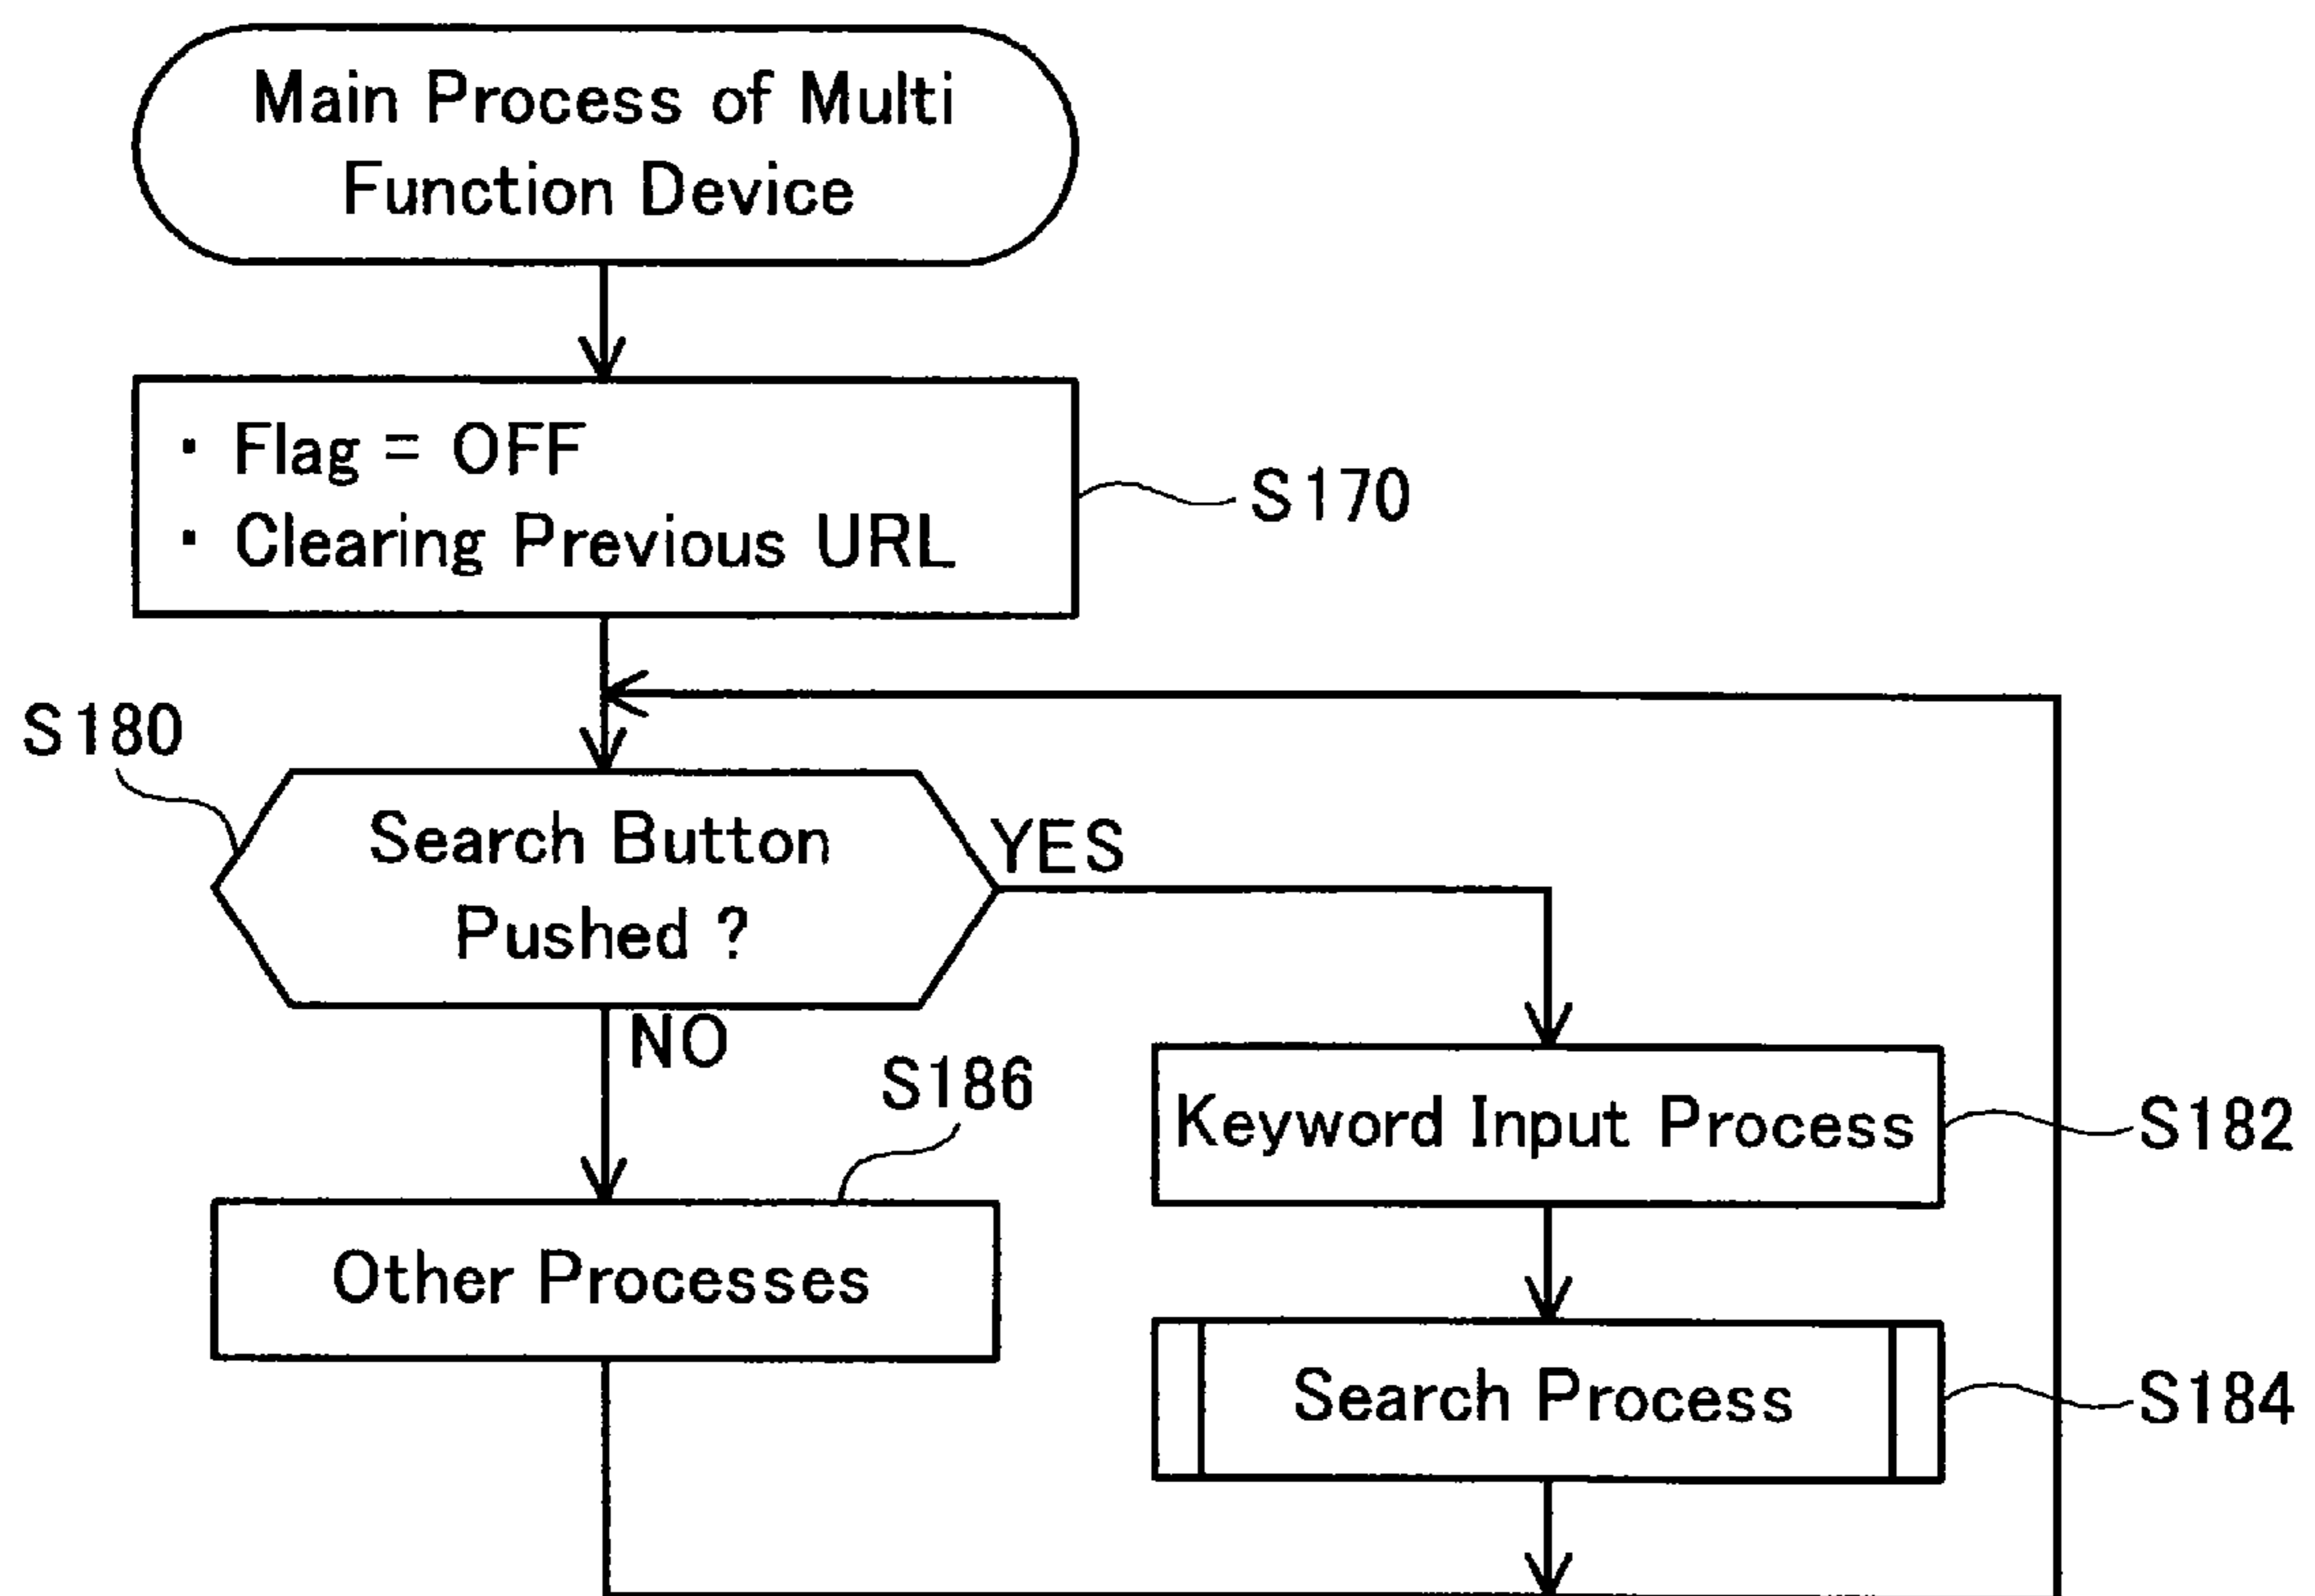 Main Process of Multi
Function Device
・ Flag = OFF
・ Clearing Previous URL
S170
S180
Search Button
Pushed ?
YES
NO
S186
Keyword Input Process
S182
Other Processes
Search Process
S184